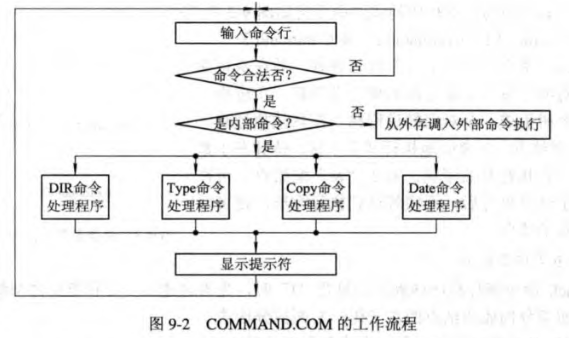 输入命令行
命令合法否?
否
是
是内部命令?
否
从外存调入外部命令执行
是
DIR命令
处理程序
Type命令
处理程序
Copy命令
处理程序
Date命令
处理程序
显示提示符
图 9-2 COMMAND.COM 的工作流程